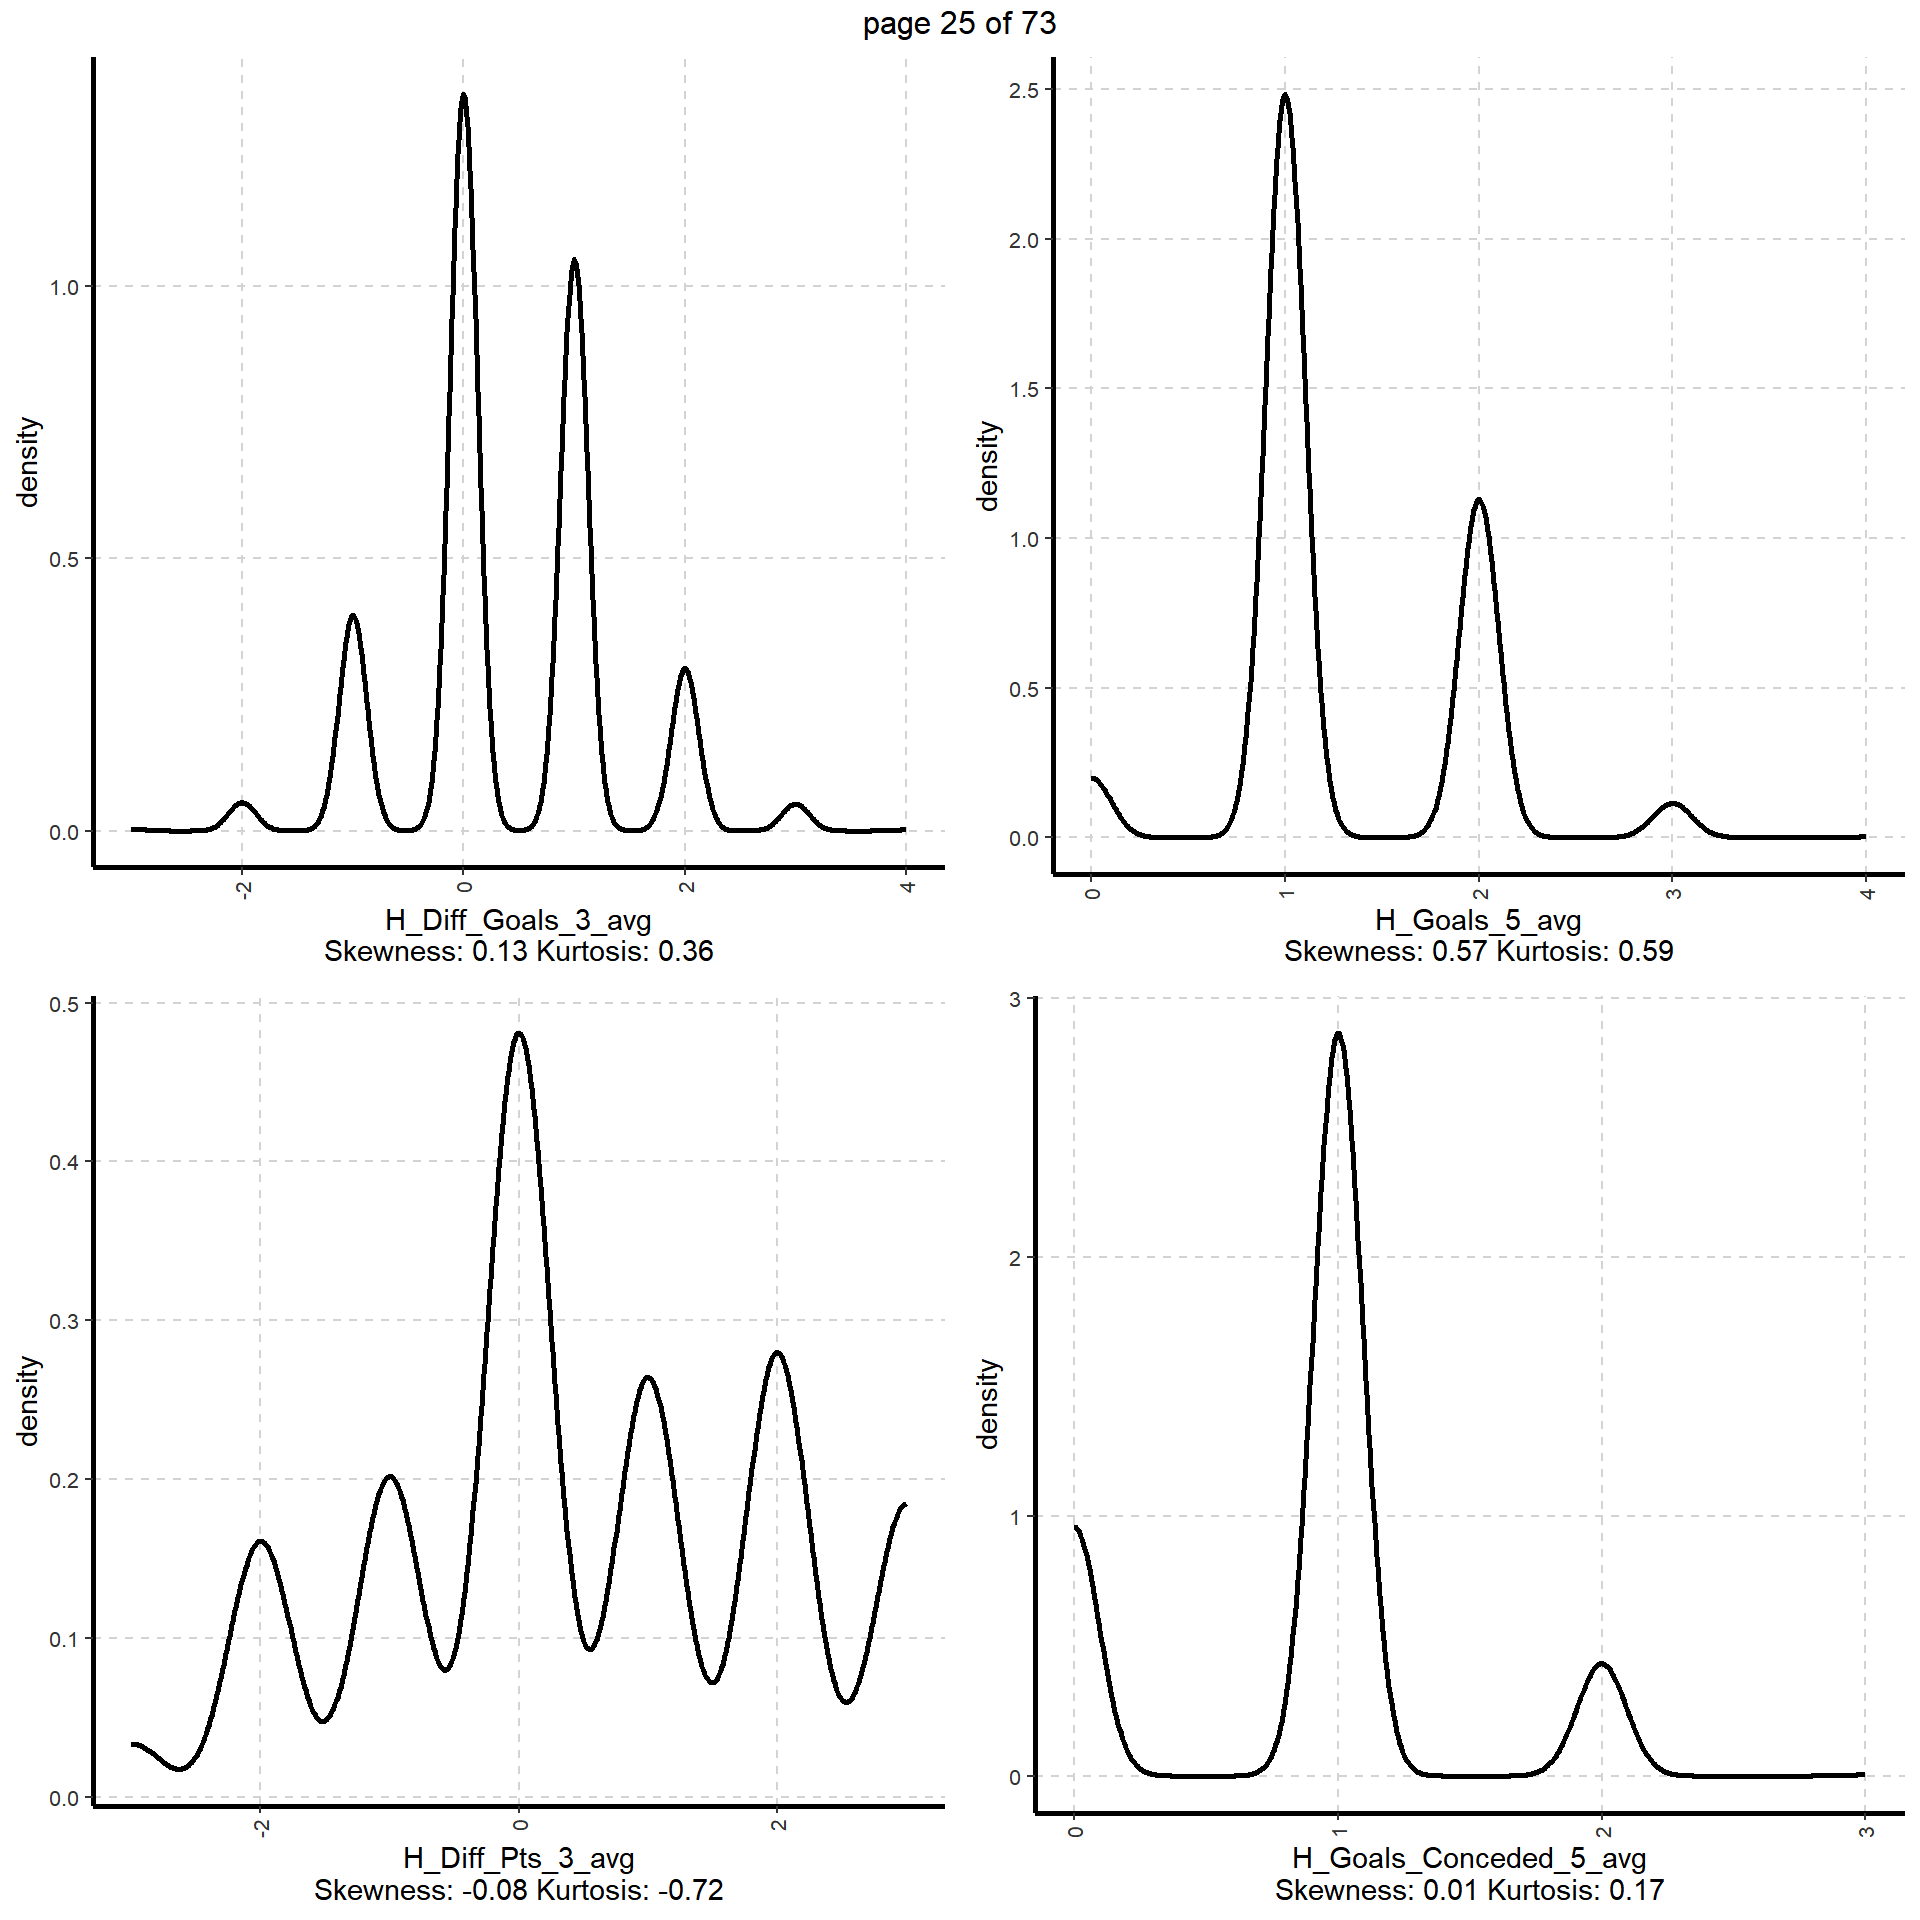 page 25 of 73
density
1.0
0.5
0.0
-2
0
2
4
H_Diff_Goals_3_avg
Skewness: 0.13 Kurtosis: 0.36
density
2.5
2.0
1.5
1.0
0.5
0.0
0
1
2
3
4
H_Goals_5_avg
Skewness: 0.57 Kurtosis: 0.59
density
0.5
0.4
0.3
0.2
0.1
0.0
-2
0
2
H_Diff_Pts_3_avg
Skewness: -0.08 Kurtosis: -0.72
density
3
2
1
0
0
1
2
3
H_Goals_Conceded_5_avg
Skewness: 0.01 Kurtosis: 0.17